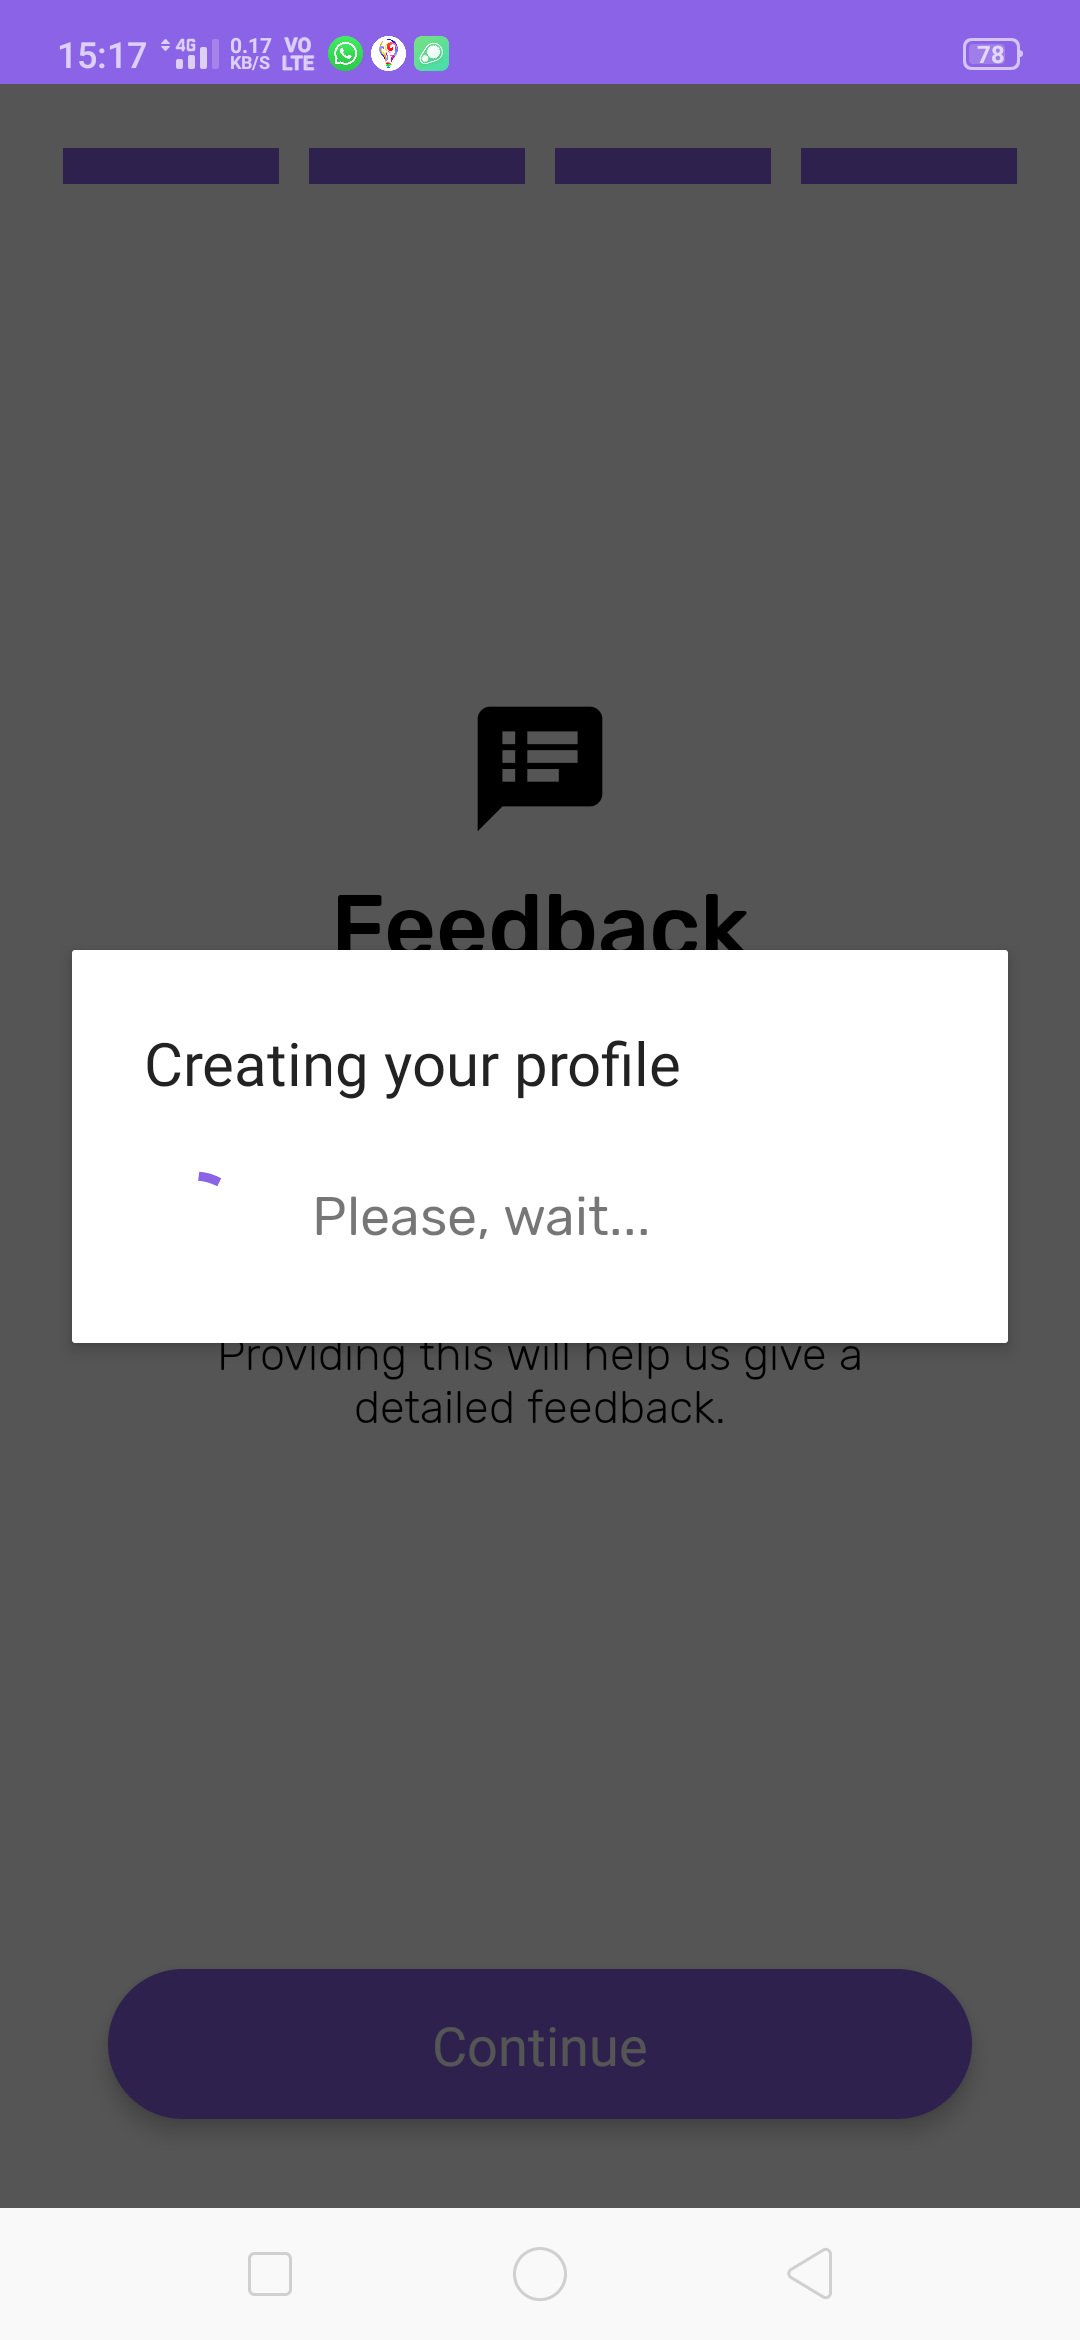 15:17 4G 0.17 KB/S VO LTE 78
Feedback
Creating your profile
Please, wait...
Providing this will help us give a
detailed feedback.
Continue